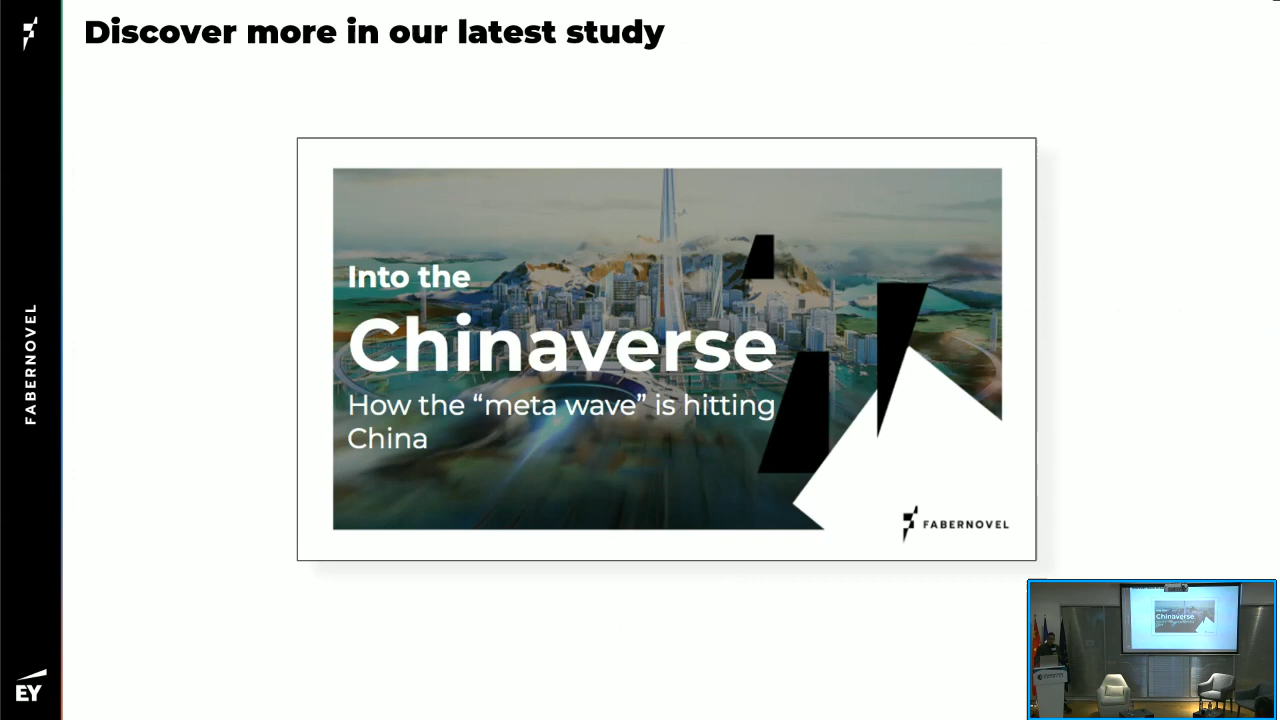 Discover more in our latest study
Into the
Chinaverse
How the “meta wave” is hitting
China
FABERNOVEL
FABERNOVEL
EY
Chinaverse